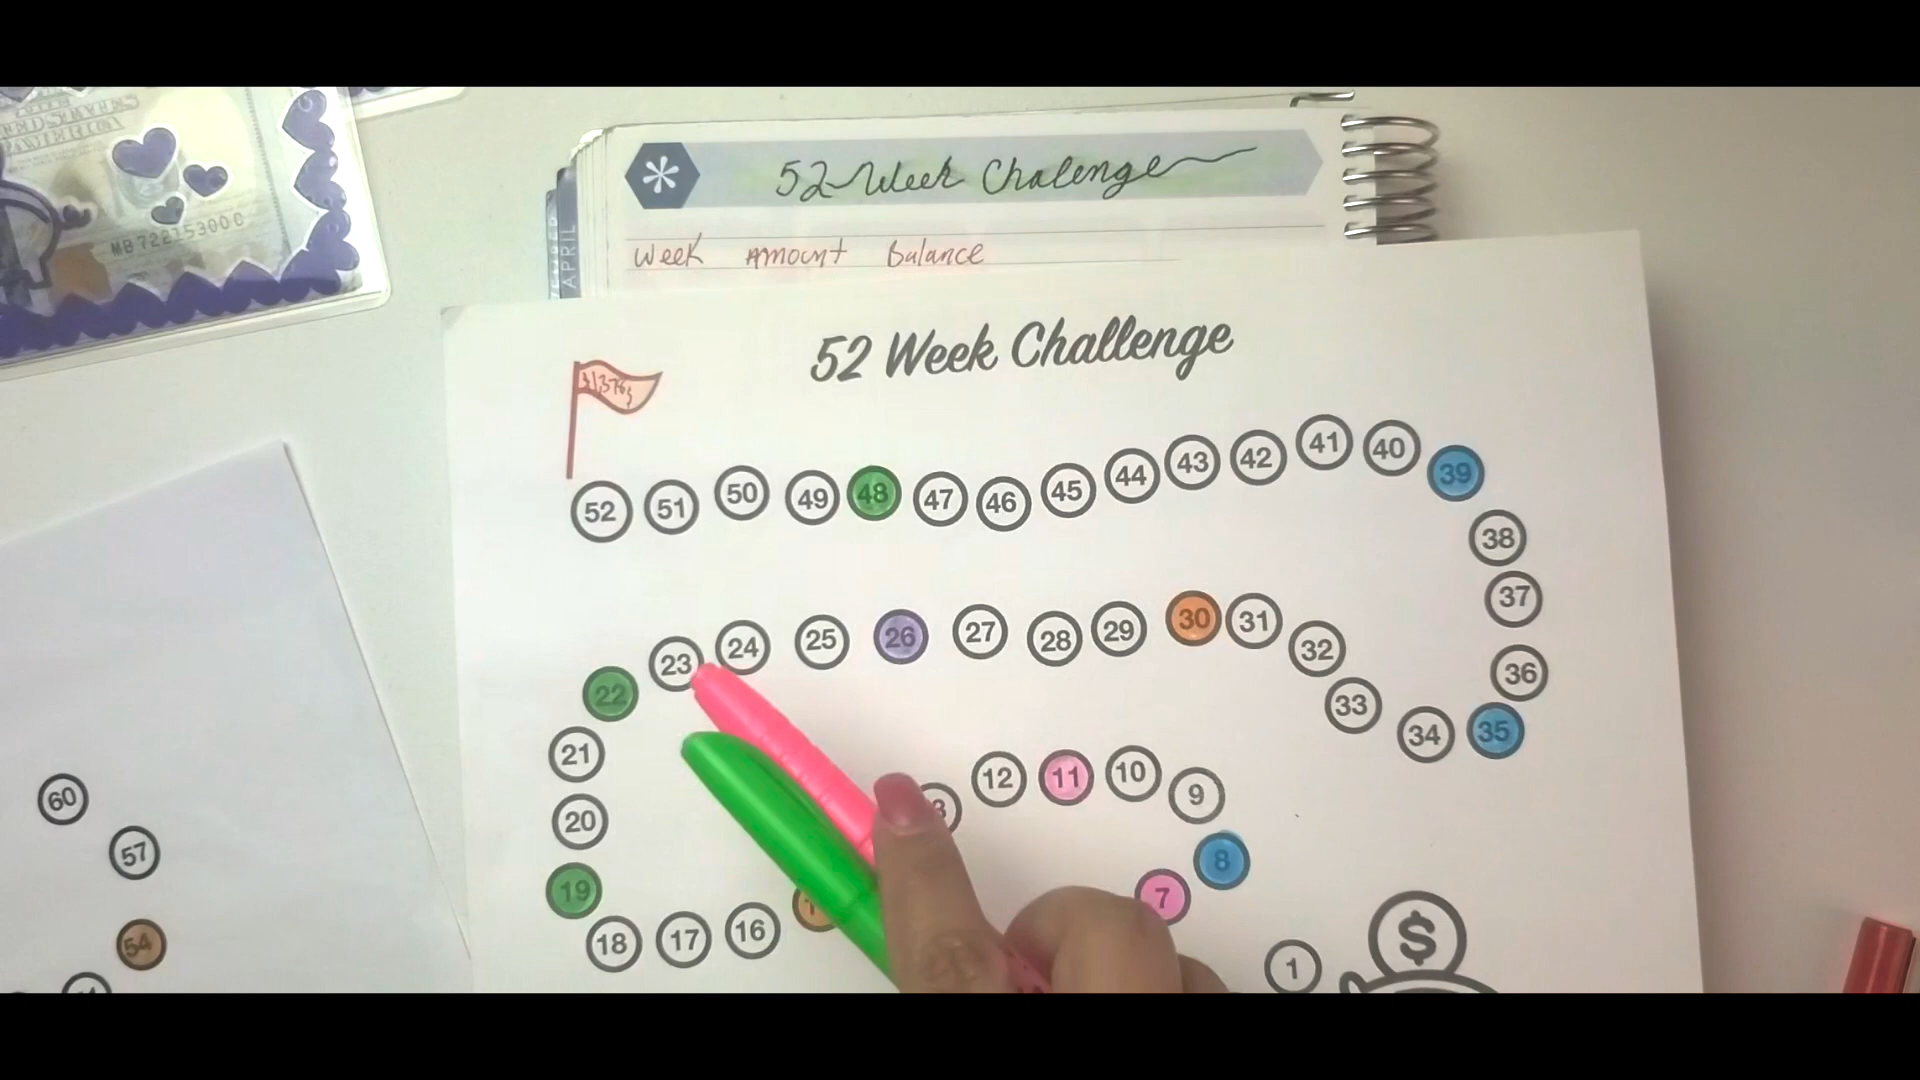 MB72215300C
APRIL
52 Week Chalenge
Week Amount Balance
52 Week Challenge
$1,378
52 51 50 49 48 47 46 45 44 43 42 41 40 39
38
37
36
35
34
33
32
22 23 24 25 26 27 28 29 30 31
21
20
19
18 17 16
12 11 10 9
8
7
1
$
60
57
54